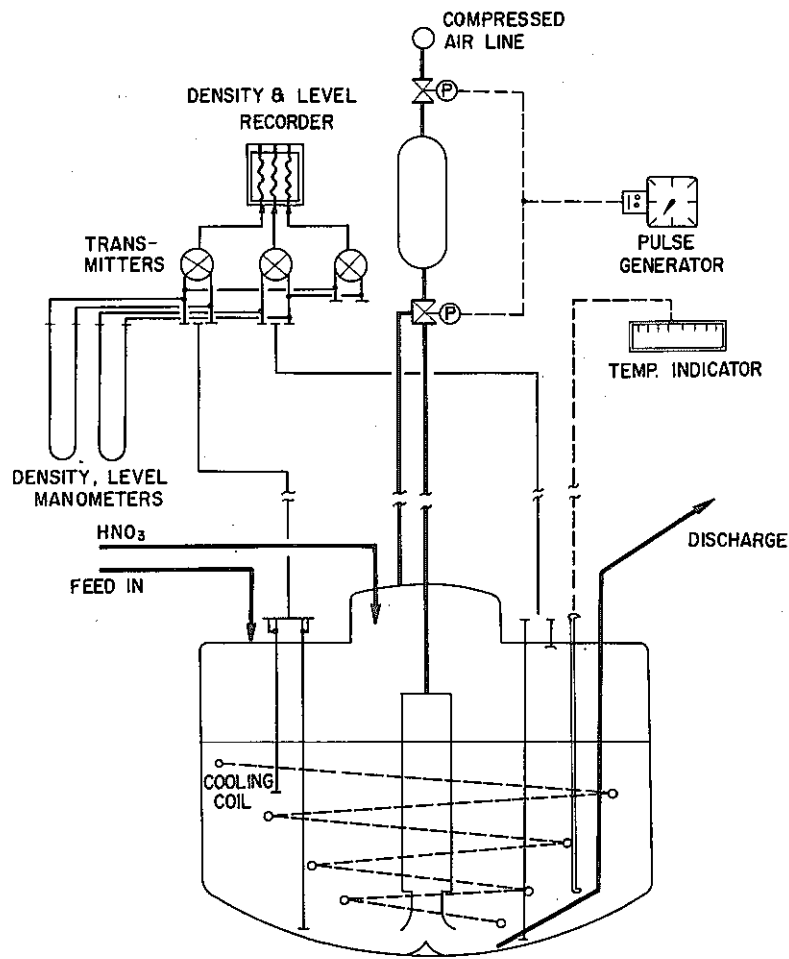 COMPRESSED
AIR LINE
DENSITY & LEVEL
RECORDER
P
TRANS-
MITTERS
PULSE
GENERATOR
P
TEMP. INDICATOR
DENSITY, LEVEL
MANOMETERS
HNO₃
FEED IN
DISCHARGE
COOLING
COIL